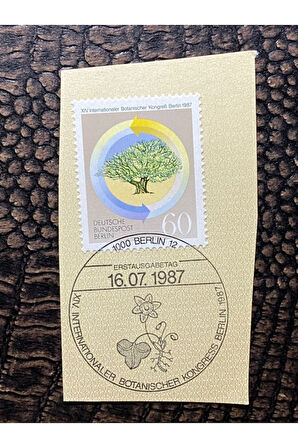 XIV Internationaler Botanischer Kongreß Berlin 1987
DEUTSCHE
BUNDESPOST
BERLIN
60
1000 BERLIN 12
ERSTAUSGABETAG
16.07.1987
XIV. INTERNATIONALER BOTANISCHER KONGRESS BERLIN 1987